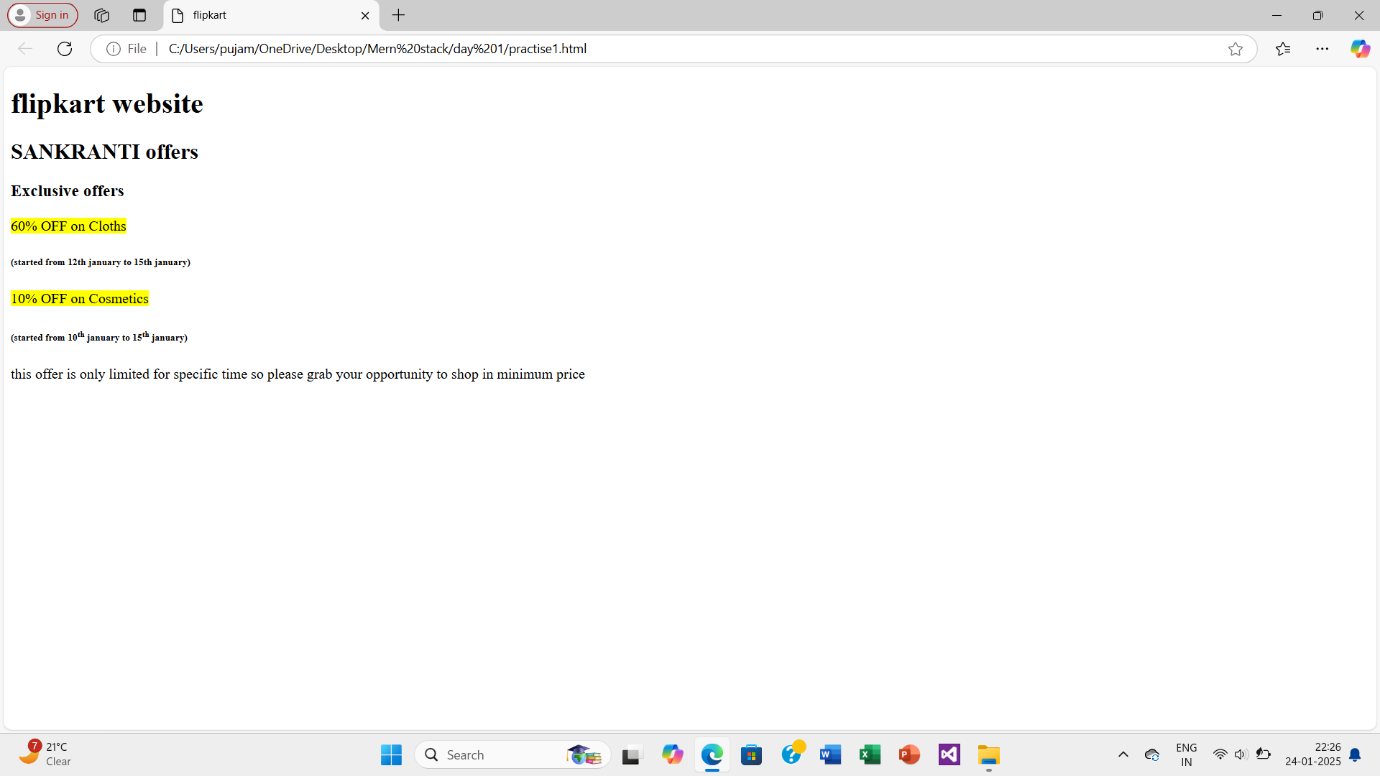 Sign in
flipkart
File
C:/Users/pujam/OneDrive/Desktop/Mern%20stack/day%201/practise1.html
flipkart website
SANKRANTI offers
Exclusive offers
60% OFF on Cloths
(started from 12th january to 15th january)
10% OFF on Cosmetics
(started from 10th january to 15th january)
this offer is only limited for specific time so please grab your opportunity to shop in minimum price
7
21°C
Clear
Search
ENG
IN
22:26
24-01-2025